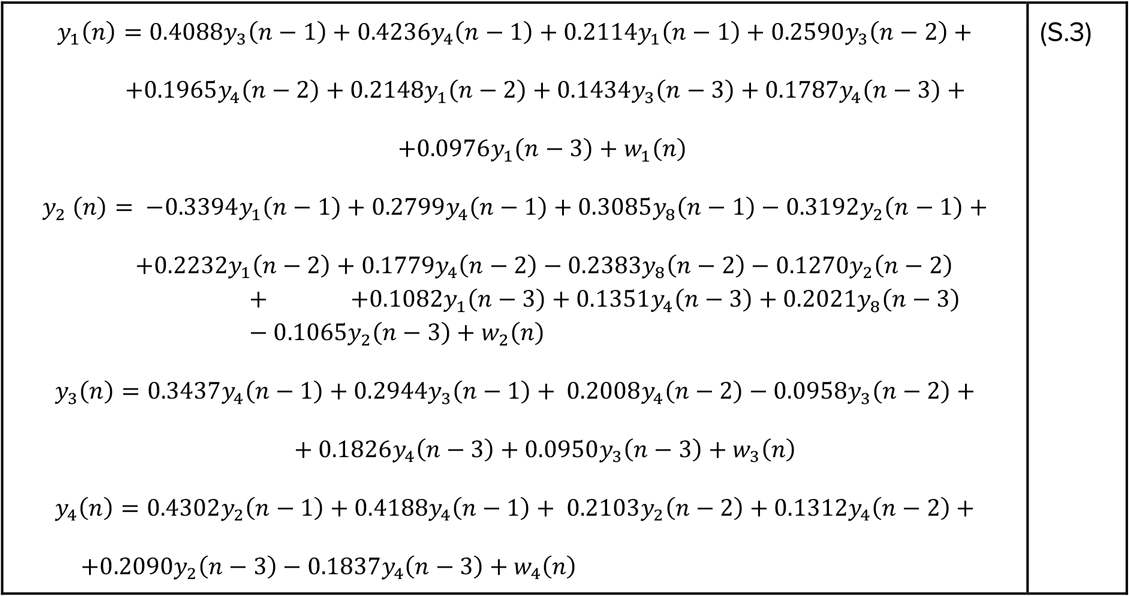 y₁(n) = 0.4088y₃(n − 1) + 0.4236y₄(n − 1) + 0.2114y₁(n − 1) + 0.2590y₃(n − 2) + (S.3)
+0.1965y₄(n − 2) + 0.2148y₁(n − 2) + 0.1434y₃(n − 3) + 0.1787y₄(n − 3) +
+0.0976y₁(n − 3) + w₁(n)
y₂ (n) = −0.3394y₁(n − 1) + 0.2799y₄(n − 1) + 0.3085y₈(n − 1) − 0.3192y₂(n − 1) +
+0.2232y₁(n − 2) + 0.1779y₄(n − 2) − 0.2383y₈(n − 2) − 0.1270y₂(n − 2)
+ +0.1082y₁(n − 3) + 0.1351y₄(n − 3) + 0.2021y₈(n − 3)
− 0.1065y₂(n − 3) + w₂(n)
y₃(n) = 0.3437y₄(n − 1) + 0.2944y₃(n − 1) + 0.2008y₄(n − 2) − 0.0958y₃(n − 2) +
+ 0.1826y₄(n − 3) + 0.0950y₃(n − 3) + w₃(n)
y₄(n) = 0.4302y₂(n − 1) + 0.4188y₄(n − 1) + 0.2103y₂(n − 2) + 0.1312y₄(n − 2) +
+0.2090y₂(n − 3) − 0.1837y₄(n − 3) + w₄(n)